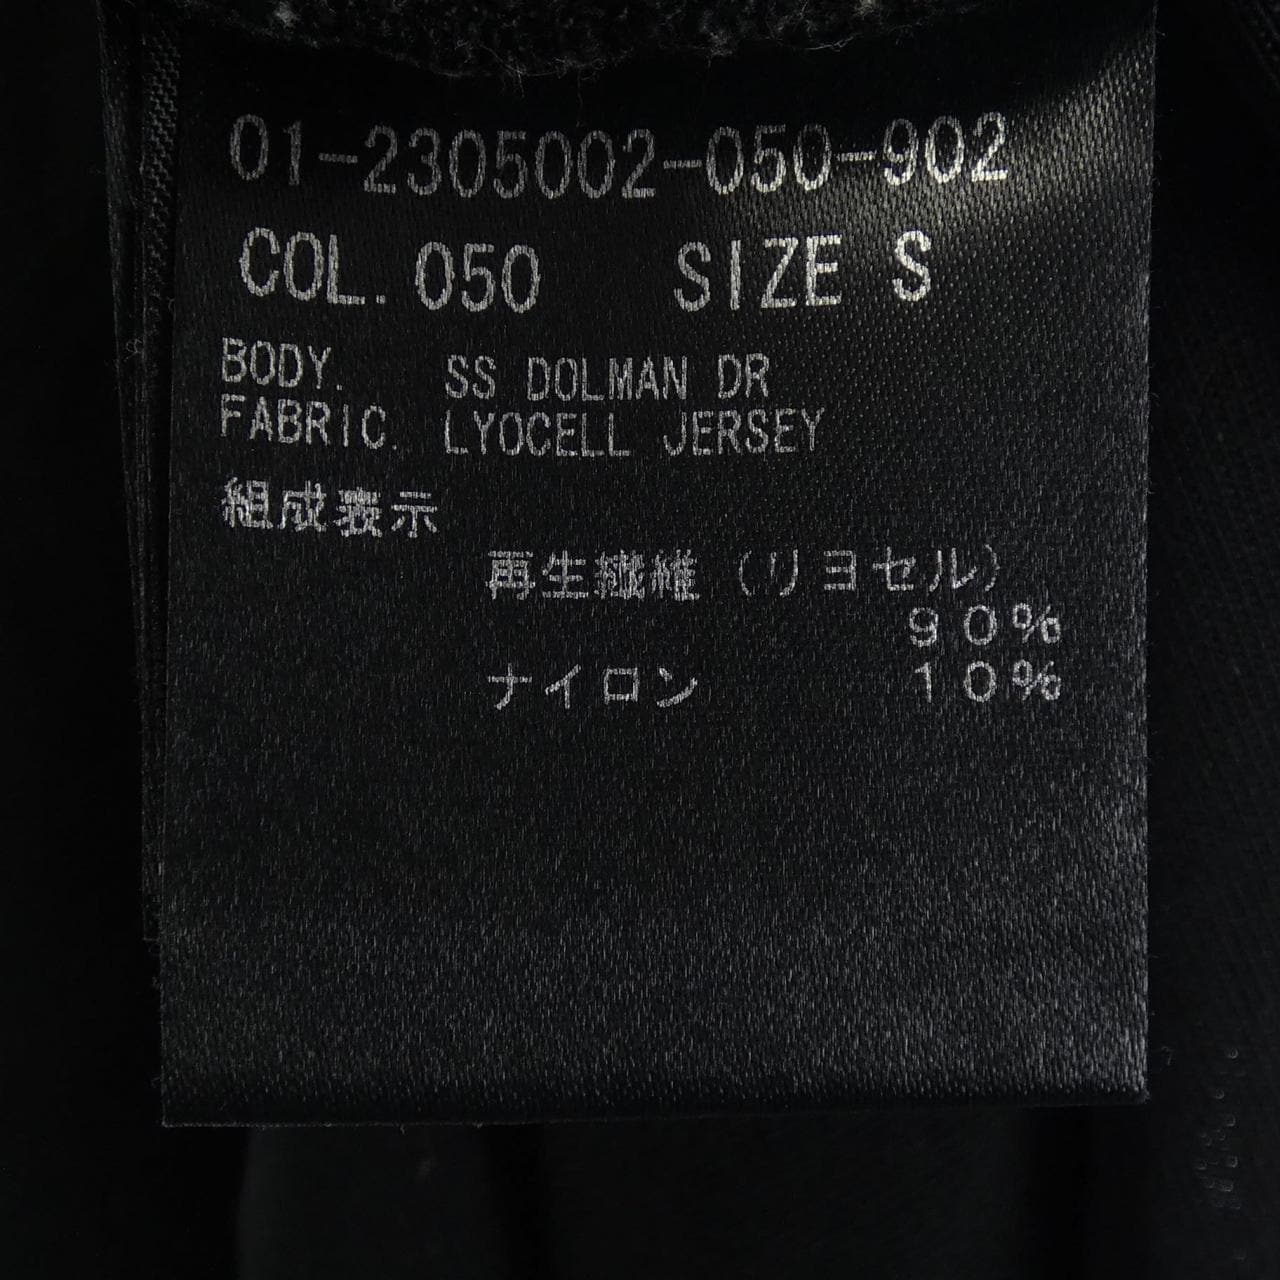 01-2305002-050-902
COL. 050 SIZE S
BODY. SS DOLMAN DR
FABRIC. LYOCELL JERSEY
組成表示
再生繊維（リヨセル）
９０％
ナイロン １０％